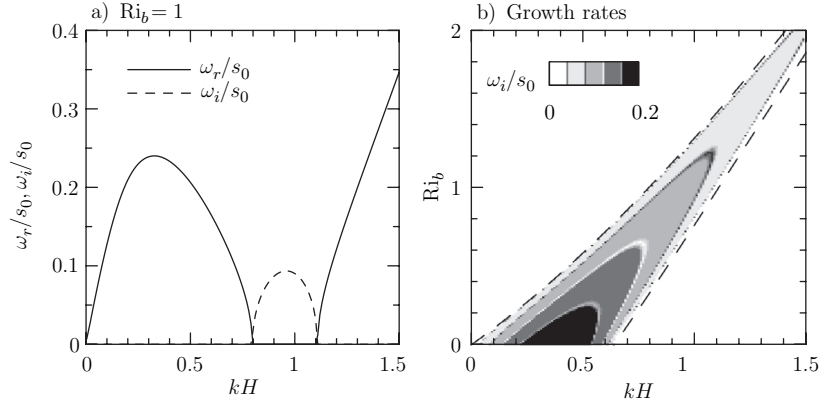 a) Ri_b = 1
ω_r/s_0, ω_i/s_0
0.4
0.3
0.2
0.1
0
ω_r/s_0
ω_i/s_0
0 0.5 1 1.5
kH
b) Growth rates
Ri_b
2
1
0
ω_i/s_0
0 0.2
0 0.5 1 1.5
kH